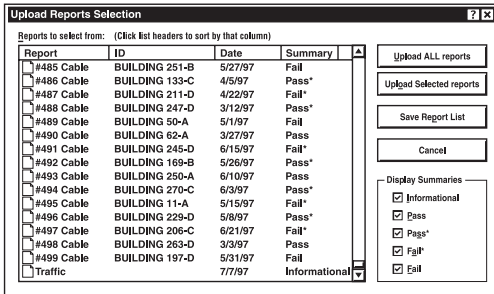 Upload Reports Selection
Reports to select from: (Click list headers to sort by that column)
Report ID Date Summary
#485 Cable BUILDING 251-B 5/27/97 Fail
#486 Cable BUILDING 133-C 4/5/97 Pass*
#487 Cable BUILDING 211-D 4/22/97 Fail*
#488 Cable BUILDING 247-D 3/12/97 Pass*
#489 Cable BUILDING 50-A 5/1/97 Fail
#490 Cable BUILDING 62-A 3/27/97 Pass
#491 Cable BUILDING 245-D 6/15/97 Fail*
#492 Cable BUILDING 169-B 5/26/97 Pass*
#493 Cable BUILDING 250-A 6/10/97 Pass
#494 Cable BUILDING 270-C 6/3/97 Pass*
#495 Cable BUILDING 11-A 5/15/97 Fail*
#496 Cable BUILDING 229-D 5/8/97 Pass*
#497 Cable BUILDING 206-C 6/21/97 Fail*
#498 Cable BUILDING 263-D 3/3/97 Pass
#499 Cable BUILDING 197-D 5/31/97 Fail
Traffic 7/7/97 Informational
Upload ALL reports
Upload Selected reports
Save Report List
Cancel
Display Summaries
Informational
Pass
Pass*
Fail*
Fail